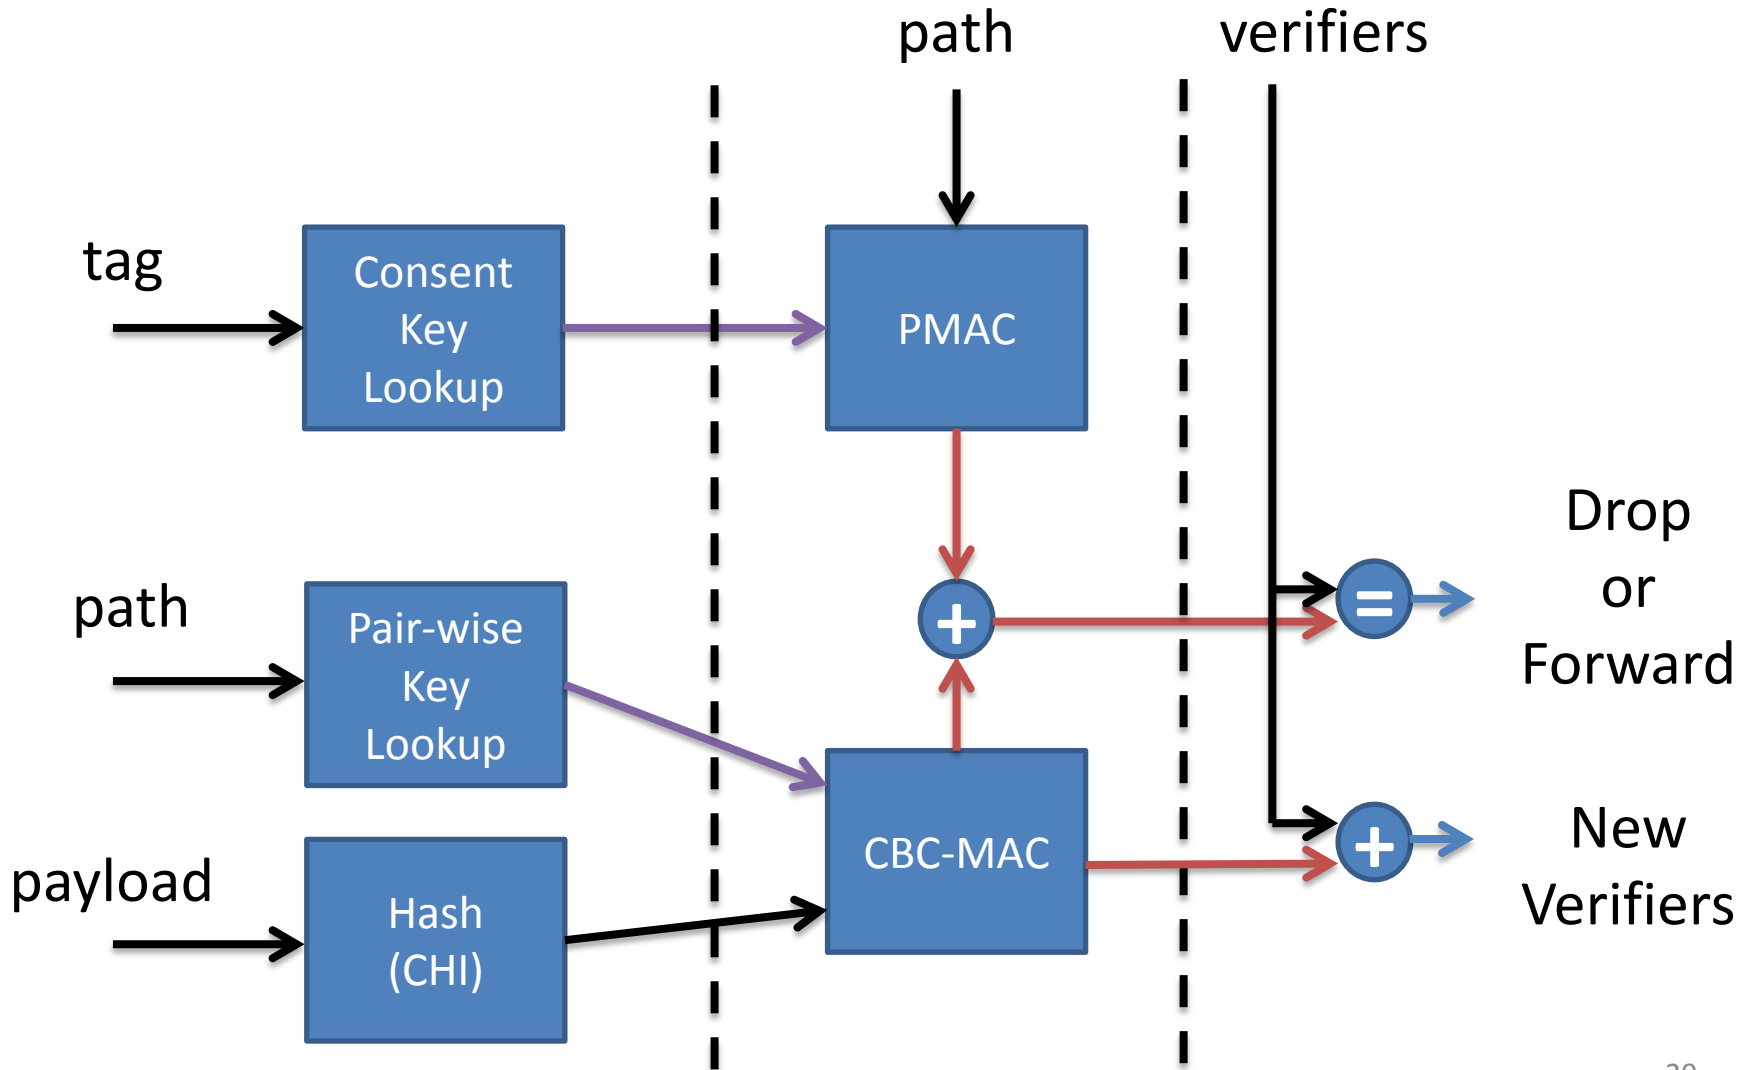 path
verifiers
tag
Consent
Key
Lookup
PMAC
path
Pair-wise
Key
Lookup
+
=
Drop
or
Forward
payload
Hash
(CHI)
CBC-MAC
+
New
Verifiers